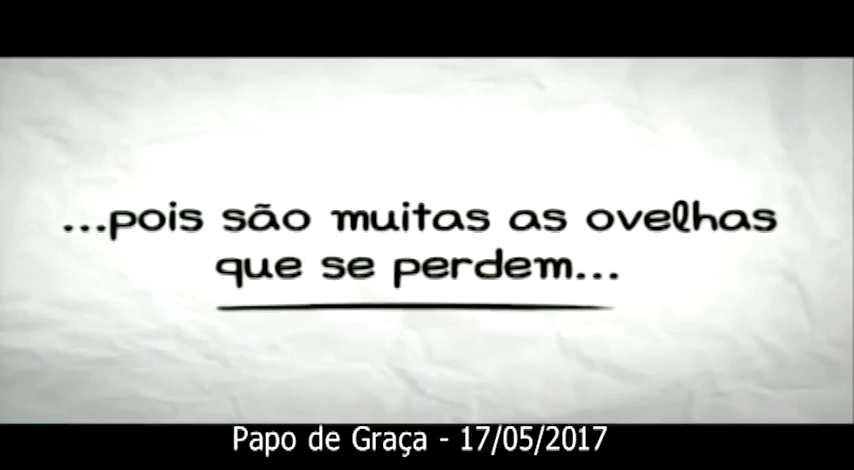 ...pois são muitas as ovelhas
que se perdem...
Papo de Graça - 17/05/2017